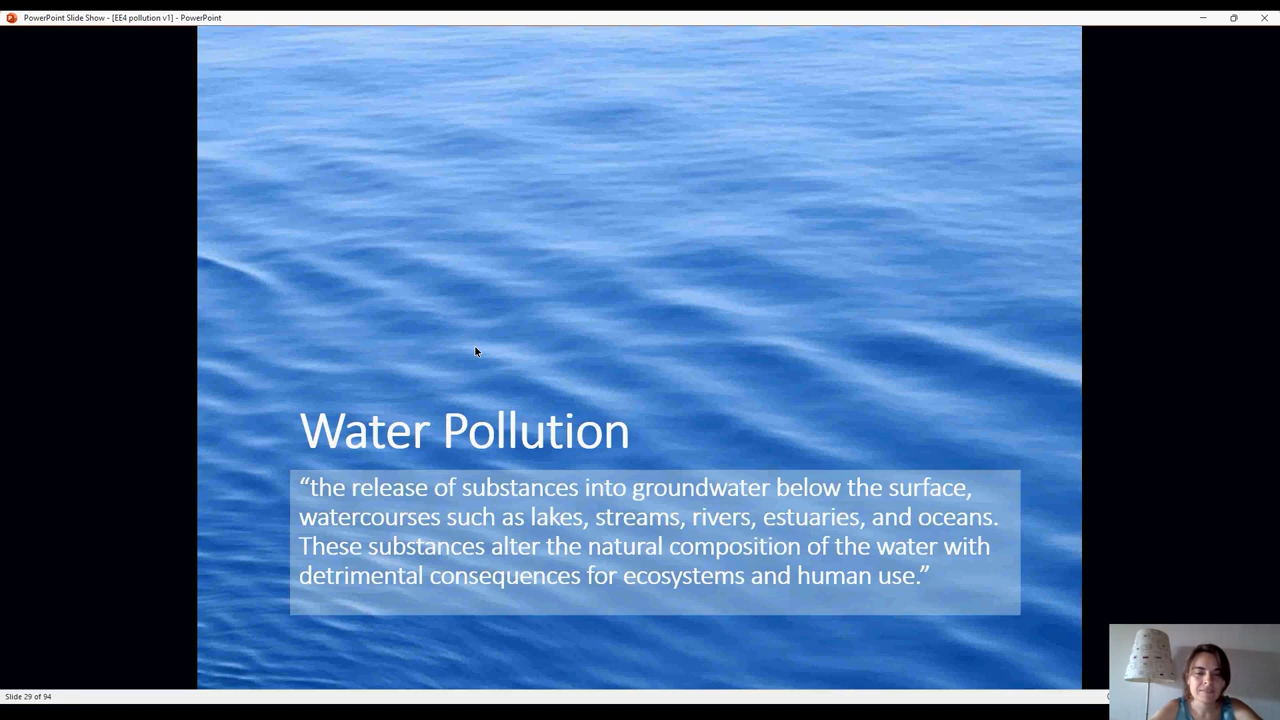 PowerPoint Slide Show - [EE4 pollution v1] - PowerPoint
Water Pollution
“the release of substances into groundwater below the surface,
watercourses such as lakes, streams, rivers, estuaries, and oceans.
These substances alter the natural composition of the water with
detrimental consequences for ecosystems and human use.”
Slide 29 of 94